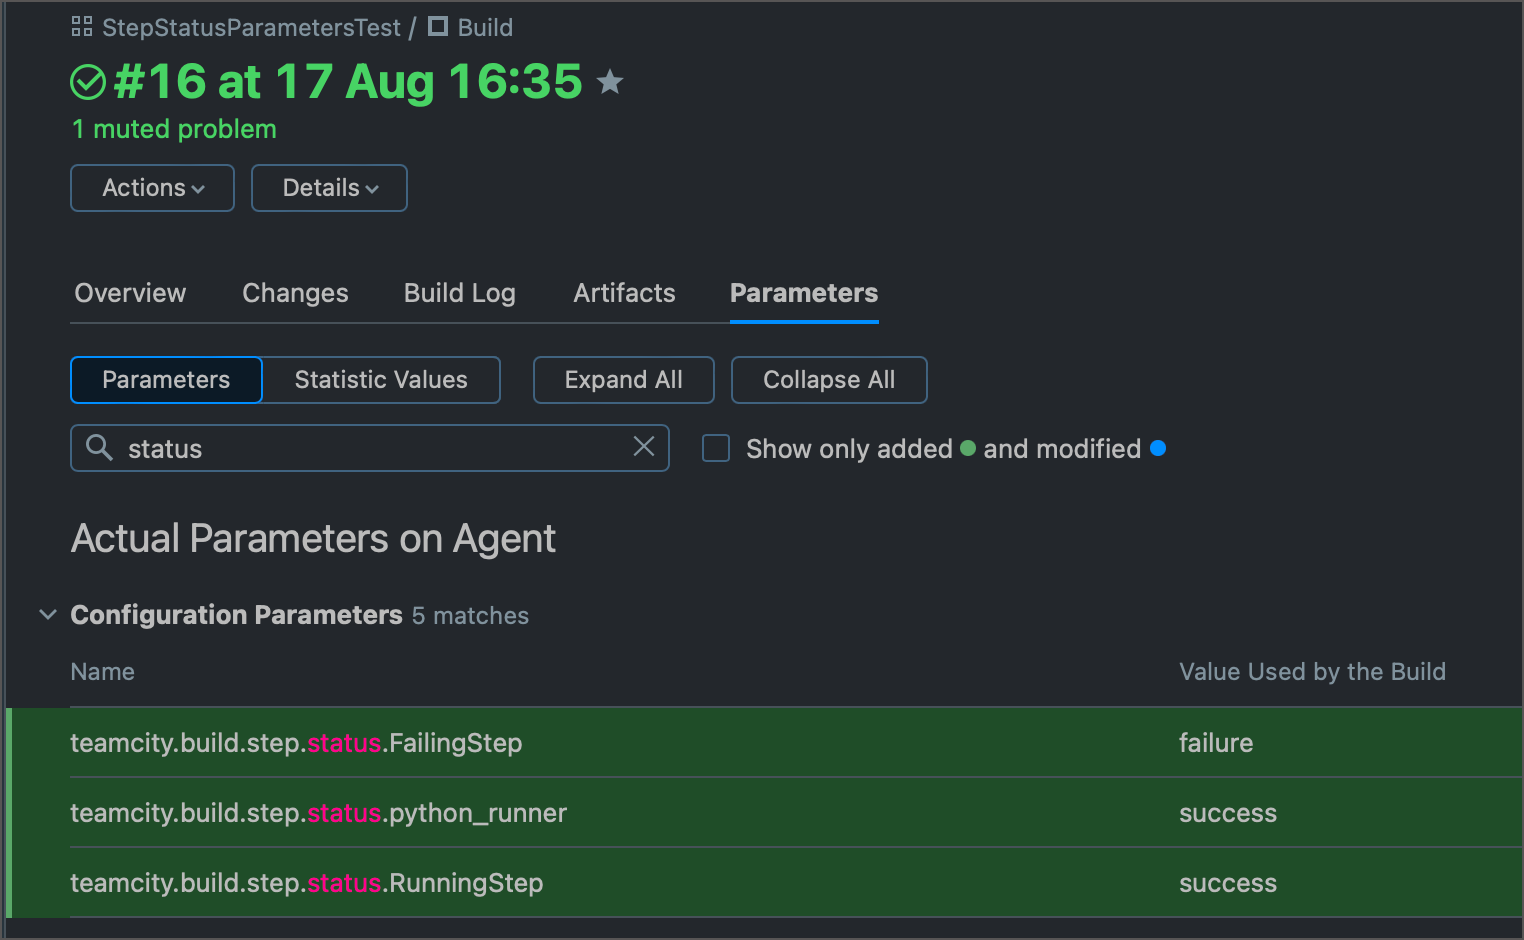 StepStatusParametersTest / Build
#16 at 17 Aug 16:35
1 muted problem
Actions Details
Overview Changes Build Log Artifacts Parameters
Parameters Statistic Values Expand All Collapse All
status Show only added and modified
Actual Parameters on Agent
Configuration Parameters 5 matches
Name Value Used by the Build
teamcity.build.step.status.FailingStep failure
teamcity.build.step.status.python_runner success
teamcity.build.step.status.RunningStep success